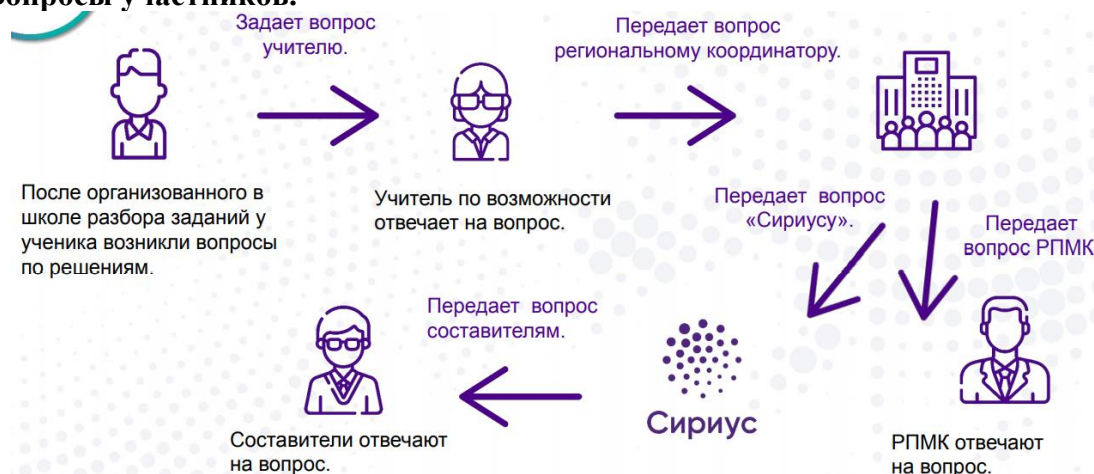 вопросы участников.
Задает вопрос
учителю.
Передает вопрос
региональному координатору.
После организованного в
школе разбора заданий у
ученика возникли вопросы
по решениям.
Учитель по возможности
отвечает на вопрос.
Передает вопрос
«Сириусу».
Передает
вопрос РПМК
Передает вопрос
составителям.
Сириус
Составители отвечают
на вопрос.
РПМК отвечают
на вопрос.